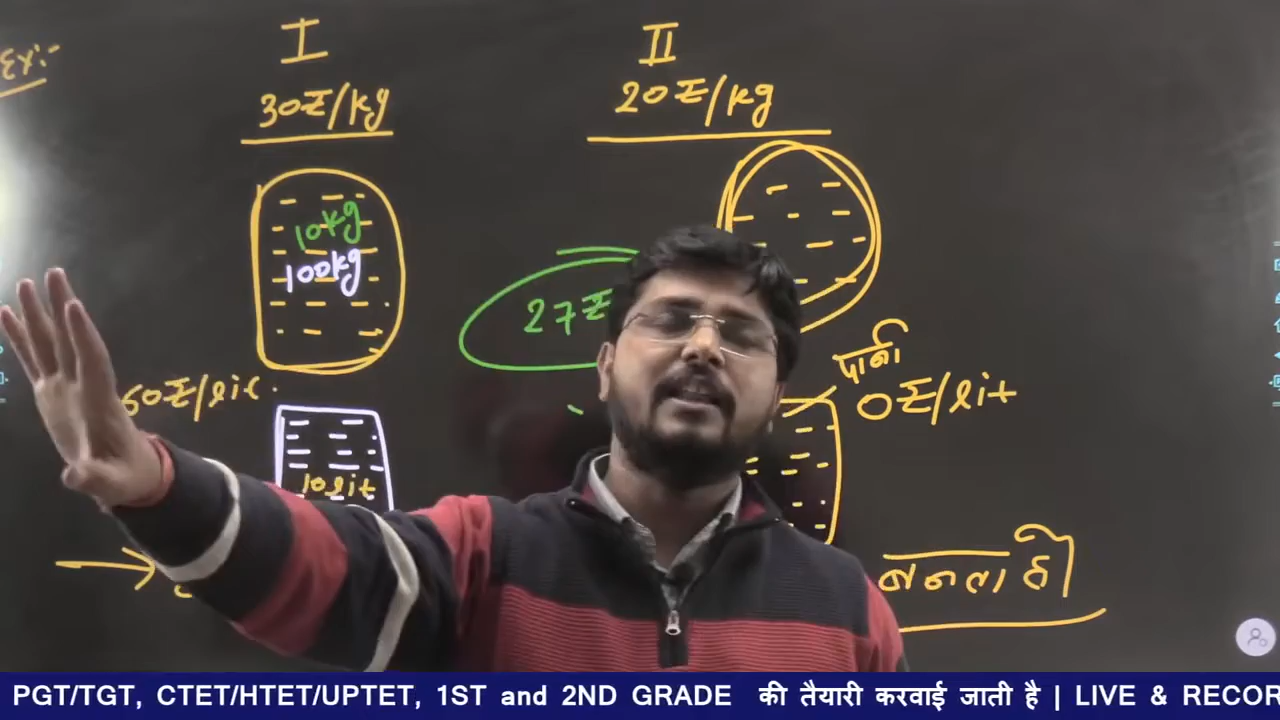 Ex:-
I
II
30₹/kg
20₹/kg
10kg
100kg
27₹
पानी
60₹/lit.
0₹/lit
10lit
बनता है
PGT/TGT, CTET/HTET/UPTET, 1ST and 2ND GRADE की तैयारी करवाई जाती है | LIVE & RECOR